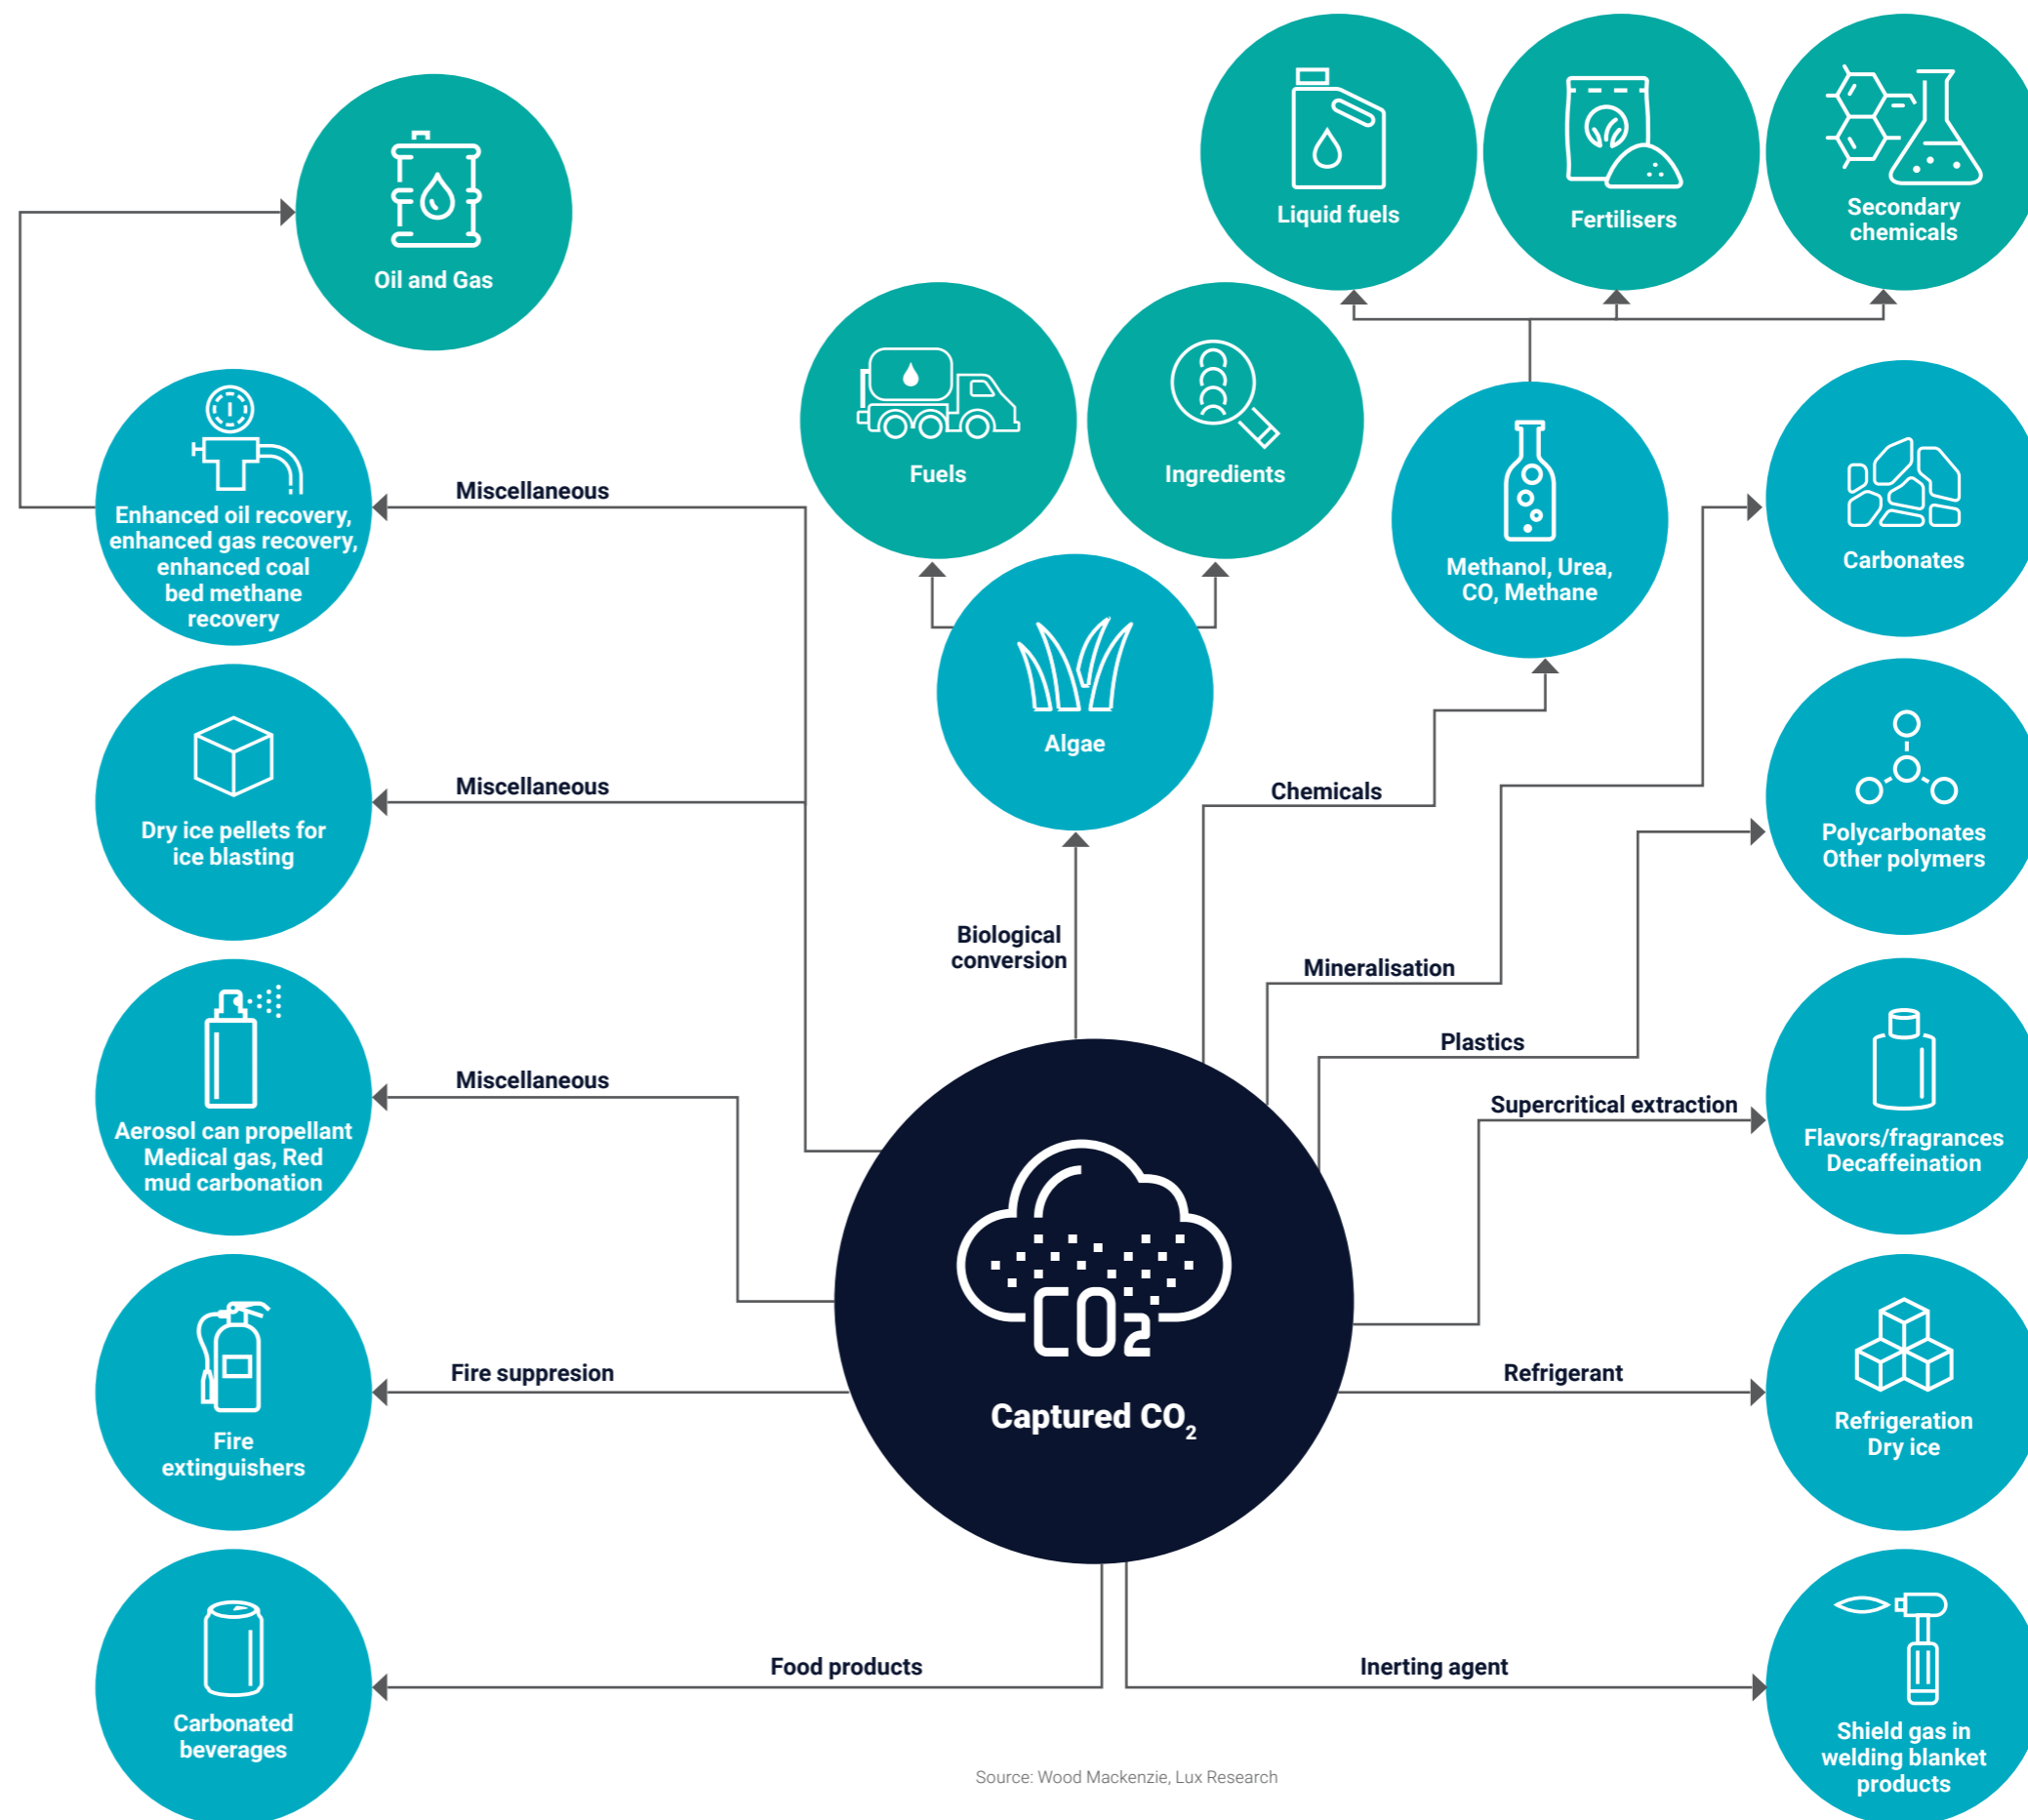 Liquid fuels
Fertilisers
Secondary
chemicals
Oil and Gas
Fuels
Ingredients
Miscellaneous
Enhanced oil recovery,
enhanced gas recovery,
enhanced coal
bed methane
recovery
Methanol, Urea,
CO, Methane
Carbonates
Algae
Miscellaneous
Dry ice pellets for
ice blasting
Chemicals
Polycarbonates
Other polymers
Biological
conversion
Mineralisation
Plastics
Miscellaneous
Aerosol can propellant
Medical gas, Red
mud carbonation
Supercritical extraction
Flavors/fragrances
Decaffeination
CO2
Captured CO₂
Fire suppresion
Fire
extinguishers
Refrigerant
Refrigeration
Dry ice
Food products
Carbonated
beverages
Inerting agent
Shield gas in
welding blanket
products
Source: Wood Mackenzie, Lux Research